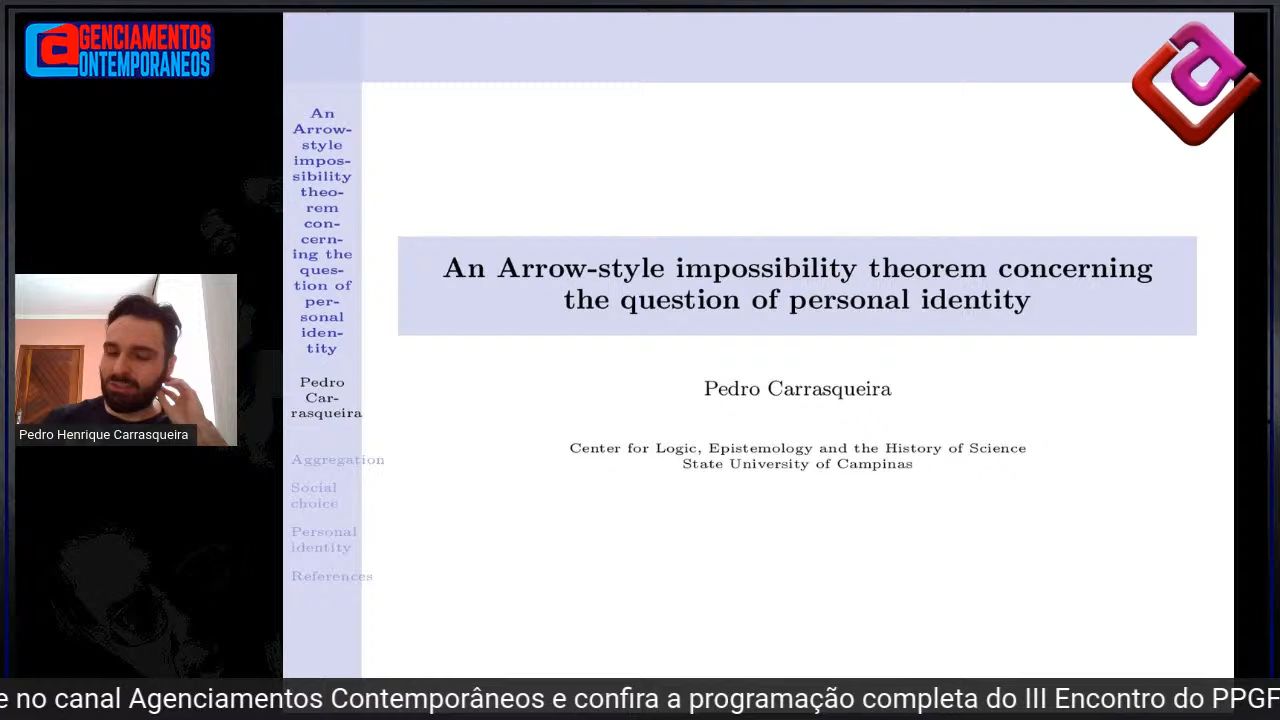 AGENCIAMENTOS
CONTEMPORANEOS
An
Arrow-
style
impos-
sibility
theo-
rem
con-
cern-
ing the
ques-
tion of
per-
sonal
iden-
tity
Pedro
Car-
rasqueira
Aggregation
Social
choice
Personal
identity
References
An Arrow-style impossibility theorem concerning
the question of personal identity
Pedro Carrasqueira
Center for Logic, Epistemology and the History of Science
State University of Campinas
Pedro Henrique Carrasqueira
e no canal Agenciamentos Contemporâneos e confira a programação completa do III Encontro do PPGF